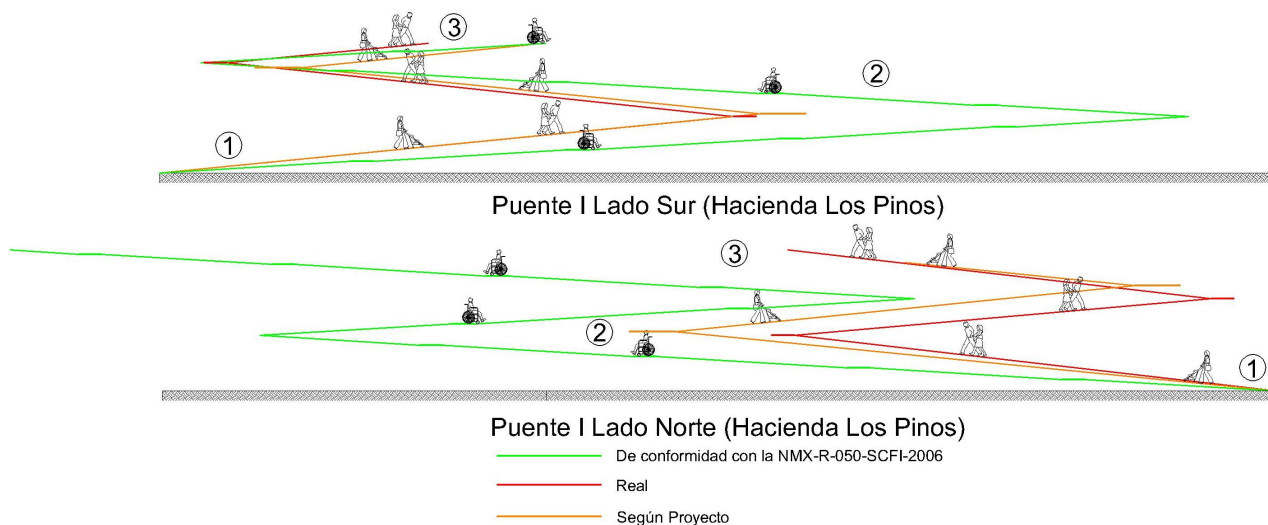 ③
②
①
Puente I Lado Sur (Hacienda Los Pinos)
③
②
①
Puente I Lado Norte (Hacienda Los Pinos)
De conformidad con la NMX-R-050-SCFI-2006
Real
Según Proyecto